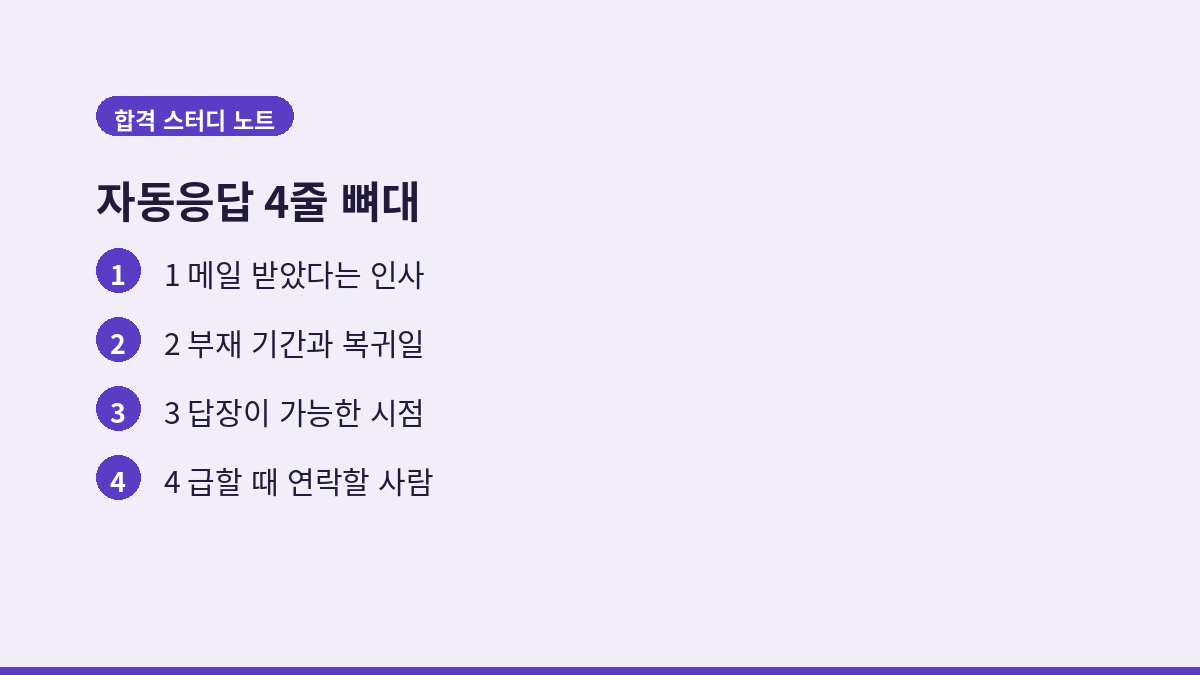 합격 스터디 노트
자동응답 4줄 뼈대
1 1 메일 받았다는 인사
2 2 부재 기간과 복귀일
3 3 답장이 가능한 시점
4 4 급할 때 연락할 사람